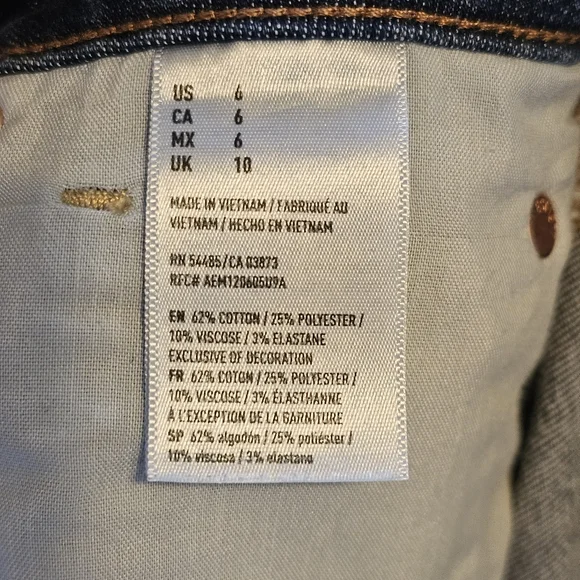 US 6
CA 6
MX 6
UK 10
MADE IN VIETNAM / FABRIQUÉ AU
VIETNAM / HECHO EN VIETNAM
RN 54485/CA 03873
RFC# AEM120605U9A
EN 62% COTTON / 25% POLYESTER /
10% VISCOSE / 3% ELASTANE
EXCLUSIVE OF DECORATION
FR 62% COTON / 25% POLYESTER /
10% VISCOSE / 3% ÉLASTHANNE
À L'EXCEPTION DE LA GARNITURE
SP 62% algodón / 25% poliéster /
10% viscosa / 3% elastano